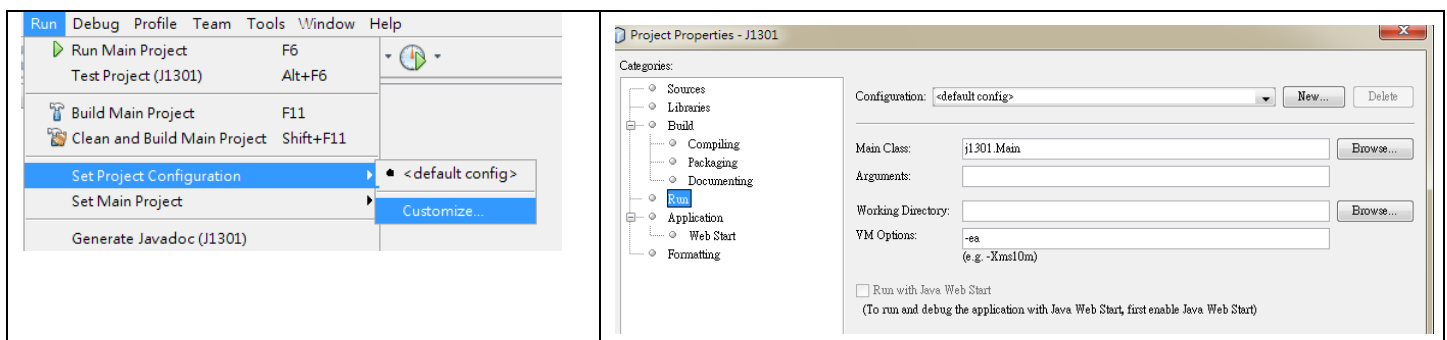 Run Debug Profile Team Tools Window Help
Run Main Project F6
Test Project (J1301) Alt+F6
Build Main Project F11
Clean and Build Main Project Shift+F11
Set Project Configuration
<default config>
Set Main Project
Customize...
Generate Javadoc (J1301)
Project Properties - J1301
Categories:
Sources
Libraries
Build
Compiling
Packaging
Documenting
Run
Application
Web Start
Formatting
Configuration: <default config> New... Delete
Main Class: j1301.Main Browse...
Arguments:
Working Directory: Browse...
VM Options: -ea
(e.g. -Xms10m)
Run with Java Web Start
(To run and debug the application with Java Web Start, first enable Java Web Start)